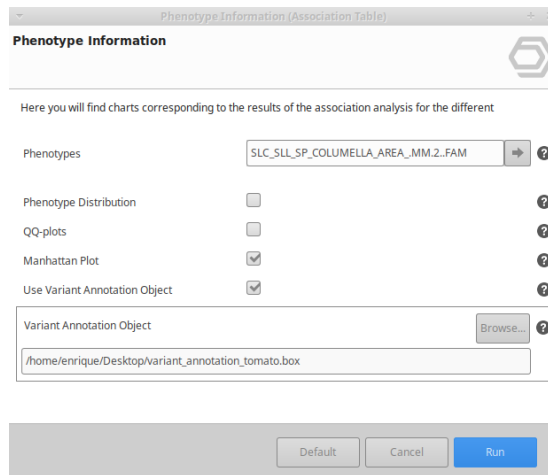 Phenotype Information (Association Table)
Phenotype Information
Here you will find charts corresponding to the results of the association analysis for the different
Phenotypes SLC_SLL_SP_COLUMELLA_AREA_.MM.2..FAM
Phenotype Distribution
QQ-plots
Manhattan Plot
Use Variant Annotation Object
Variant Annotation Object Browse...
/home/enrique/Desktop/variant_annotation_tomato.box
Default Cancel Run